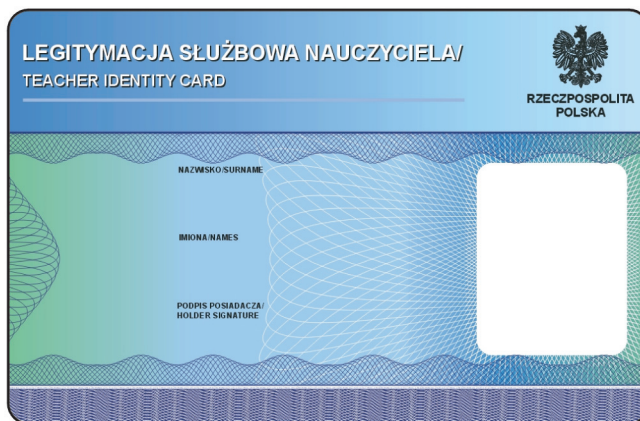 LEGITYMACJA SŁUŻBOWA NAUCZYCIELA/
TEACHER IDENTITY CARD
RZECZPOSPOLITA
POLSKA
NAZWISKO/SURNAME
IMIONA/NAMES
PODPIS POSIADACZA/
HOLDER SIGNATURE